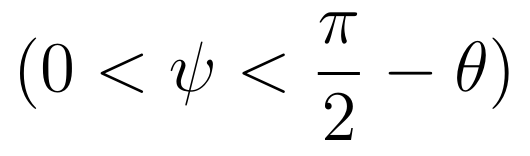 (0 < ψ < π/2 − θ)